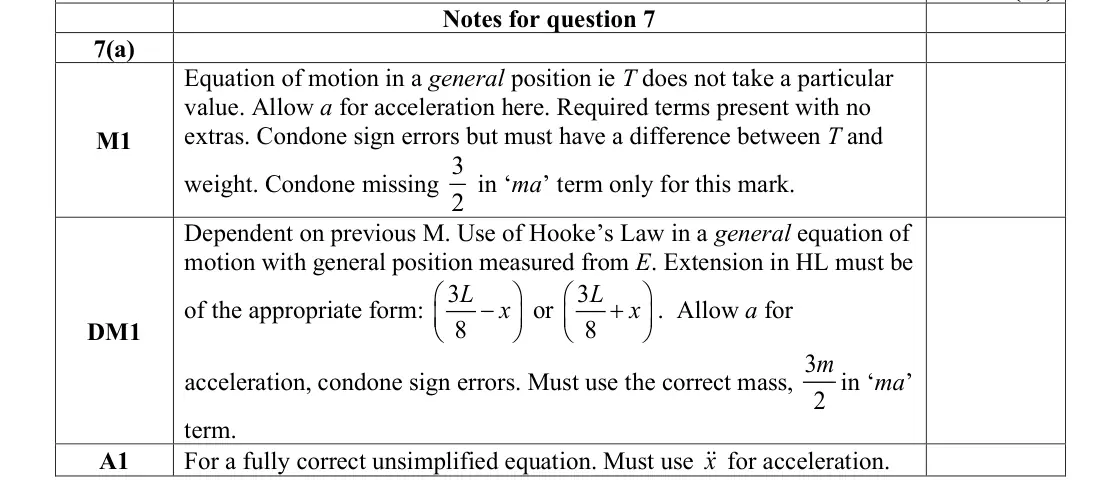 Notes for question 7
7(a)
M1
Equation of motion in a general position ie T does not take a particular
value. Allow a for acceleration here. Required terms present with no
extras. Condone sign errors but must have a difference between T and
weight. Condone missing 3/2 in ‘ma’ term only for this mark.
DM1
Dependent on previous M. Use of Hooke’s Law in a general equation of
motion with general position measured from E. Extension in HL must be
of the appropriate form: (3L/8 − x) or (3L/8 + x). Allow a for
acceleration, condone sign errors. Must use the correct mass, 3m/2 in ‘ma’
term.
A1
For a fully correct unsimplified equation. Must use ẍ for acceleration.